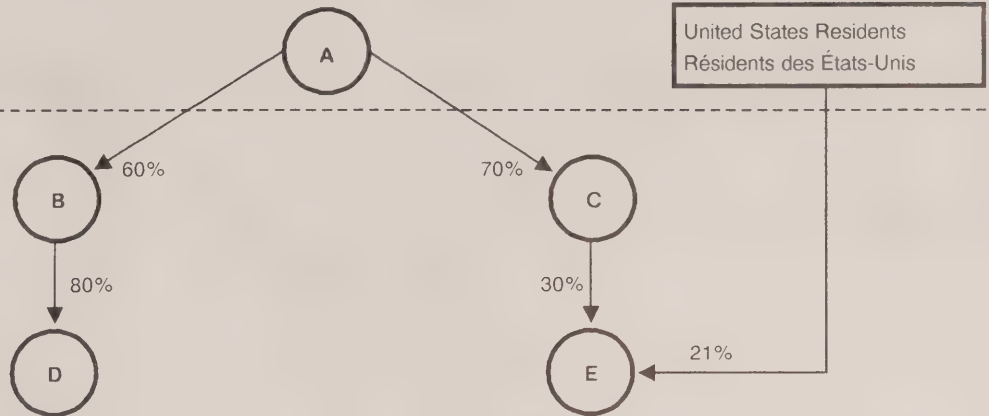 A
United States Residents
Résidents des États-Unis
60%
70%
B
C
80%
30%
D
E
21%